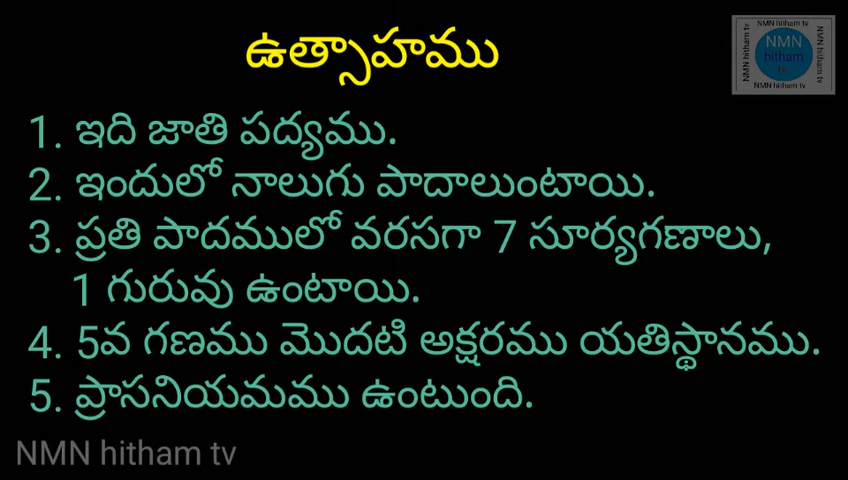 ఉత్సాహము
NMN hitham tv
NMN hitham tv
NMN
hitham
tv
NMN hitham tv
NMN hitham tv
1. ఇది జాతి పద్యము.
2. ఇందులో నాలుగు పాదాలుంటాయి.
3. ప్రతి పాదములో వరసగా 7 సూర్యగణాలు,
1 గురువు ఉంటాయి.
4. 5వ గణము మొదటి అక్షరము యతిస్థానము.
5. ప్రాసనియమము ఉంటుంది.
NMN hitham tv